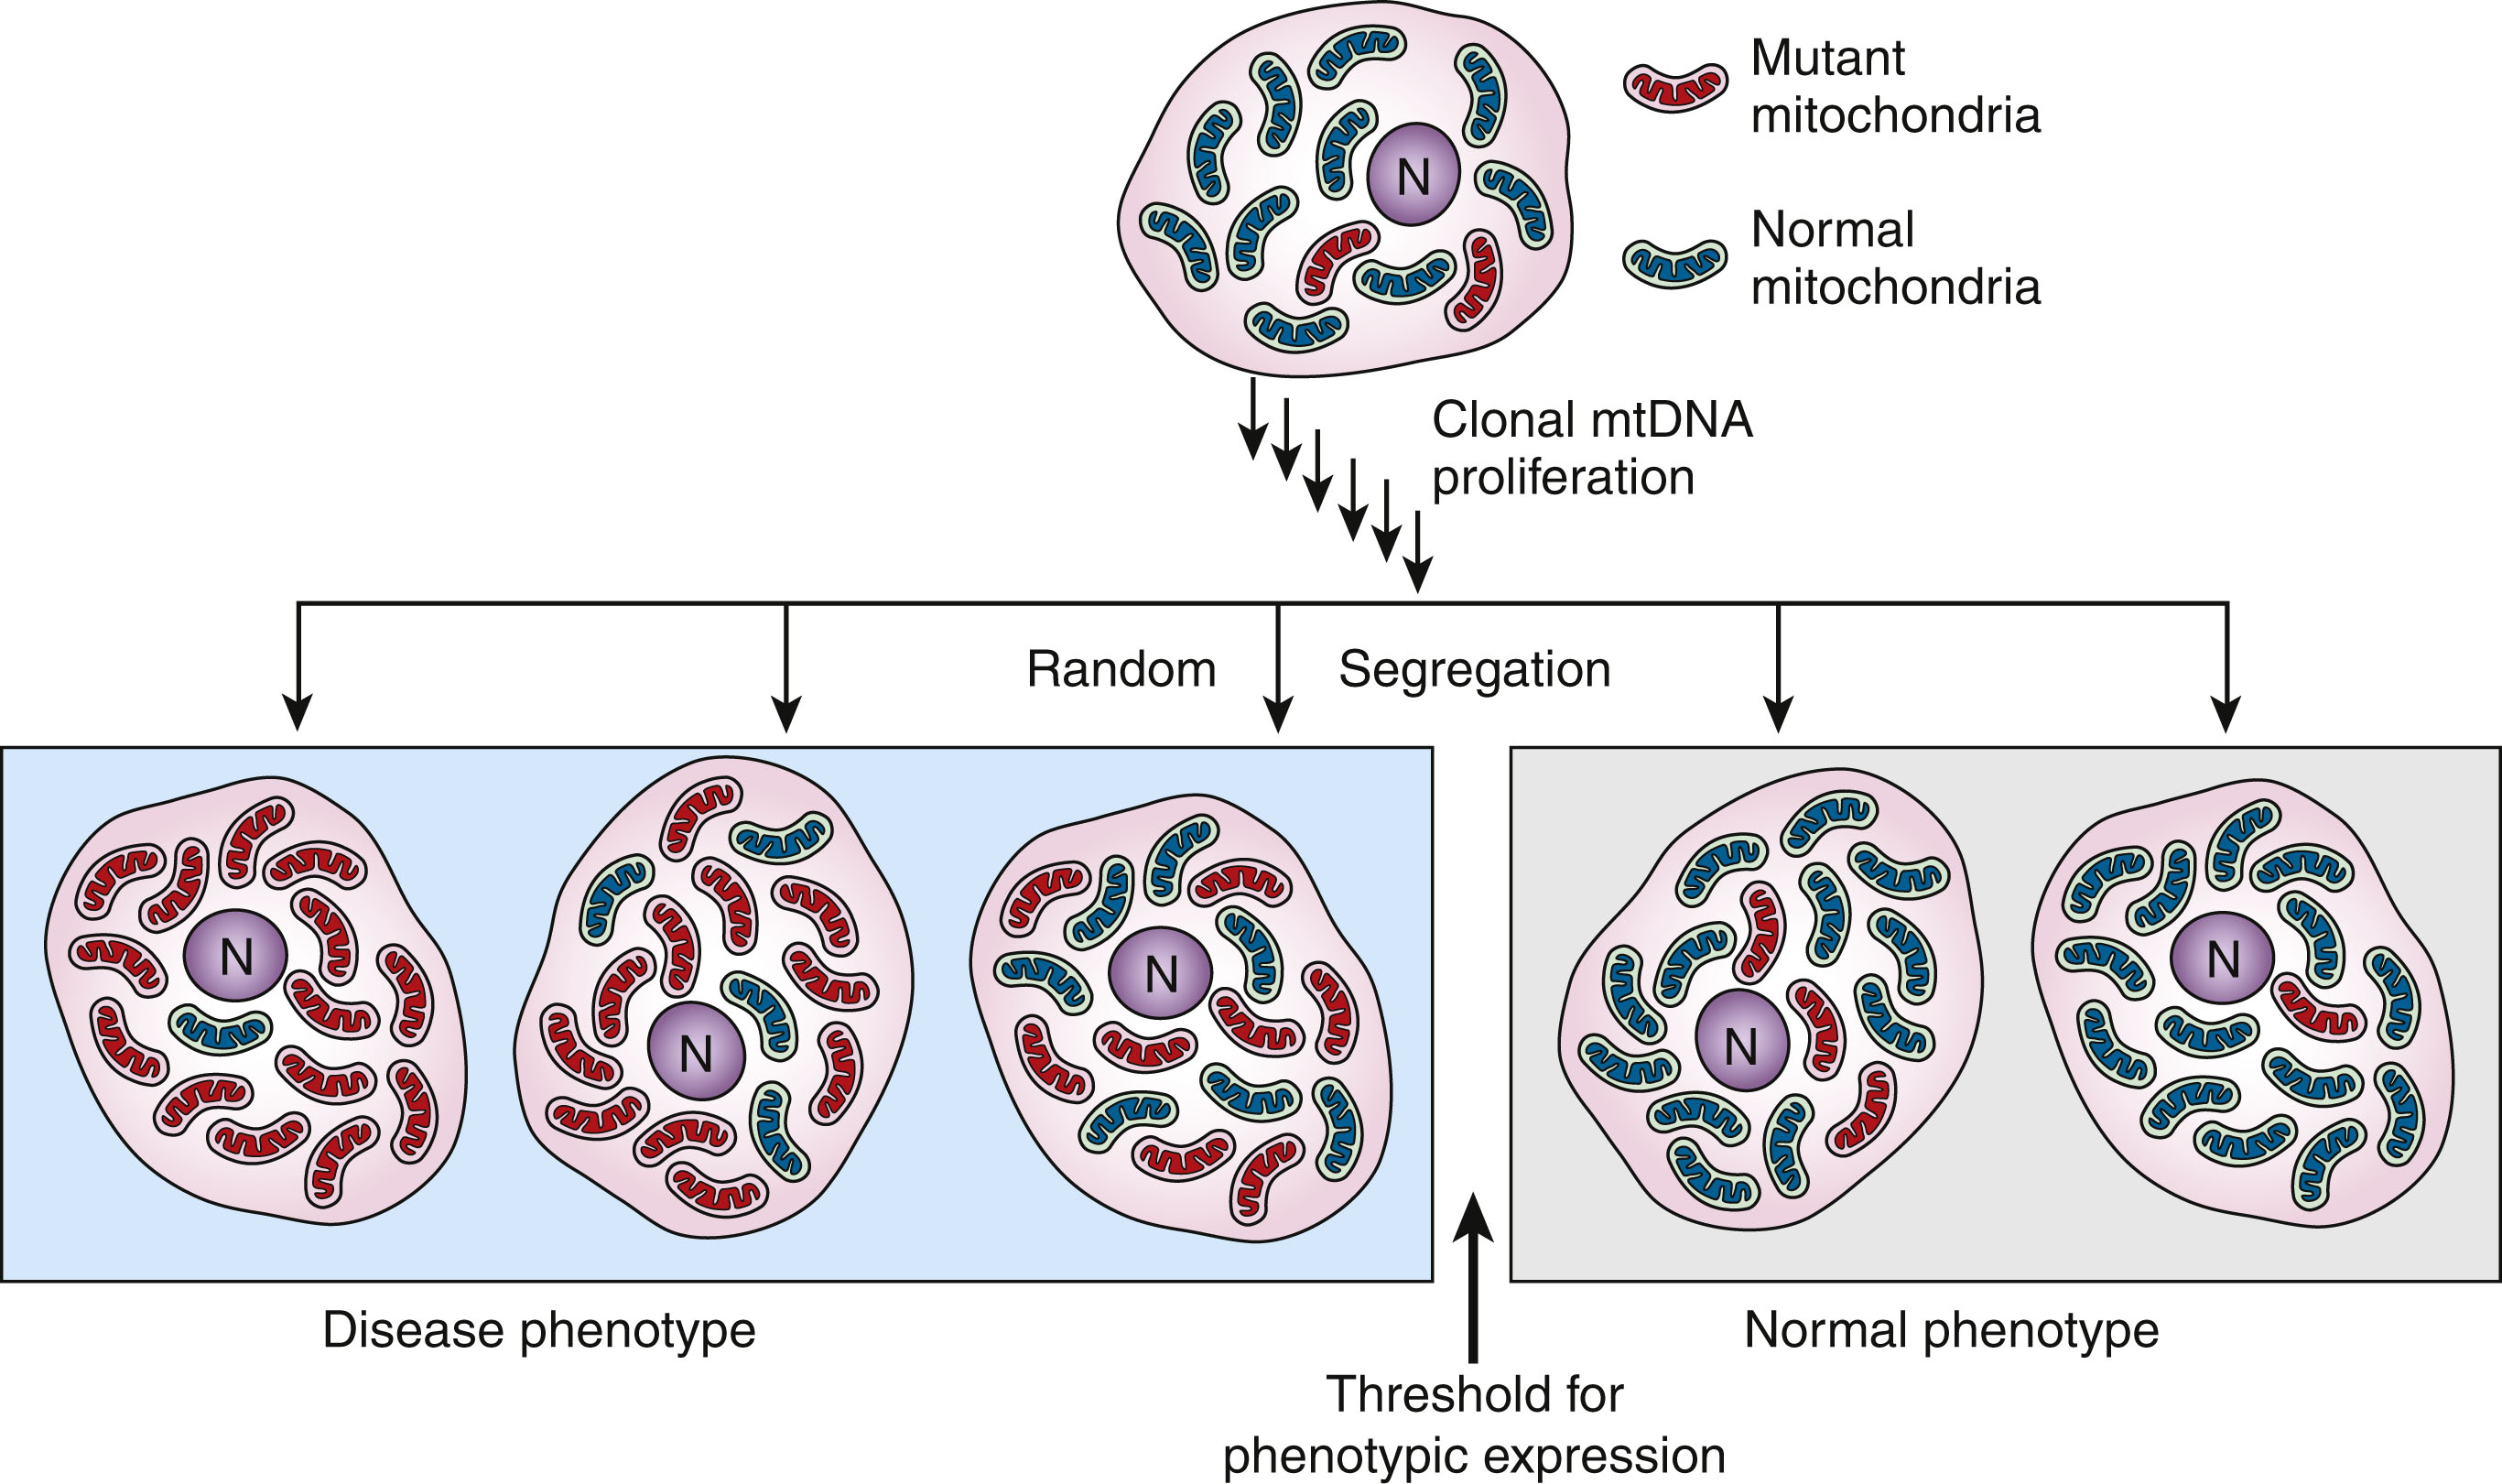 Mutant
mitochondria
N
Normal
mitochondria
Clonal mtDNA
proliferation
Random
Segregation
N
N
N
N
N
Disease phenotype
Normal phenotype
Threshold for
phenotypic expression